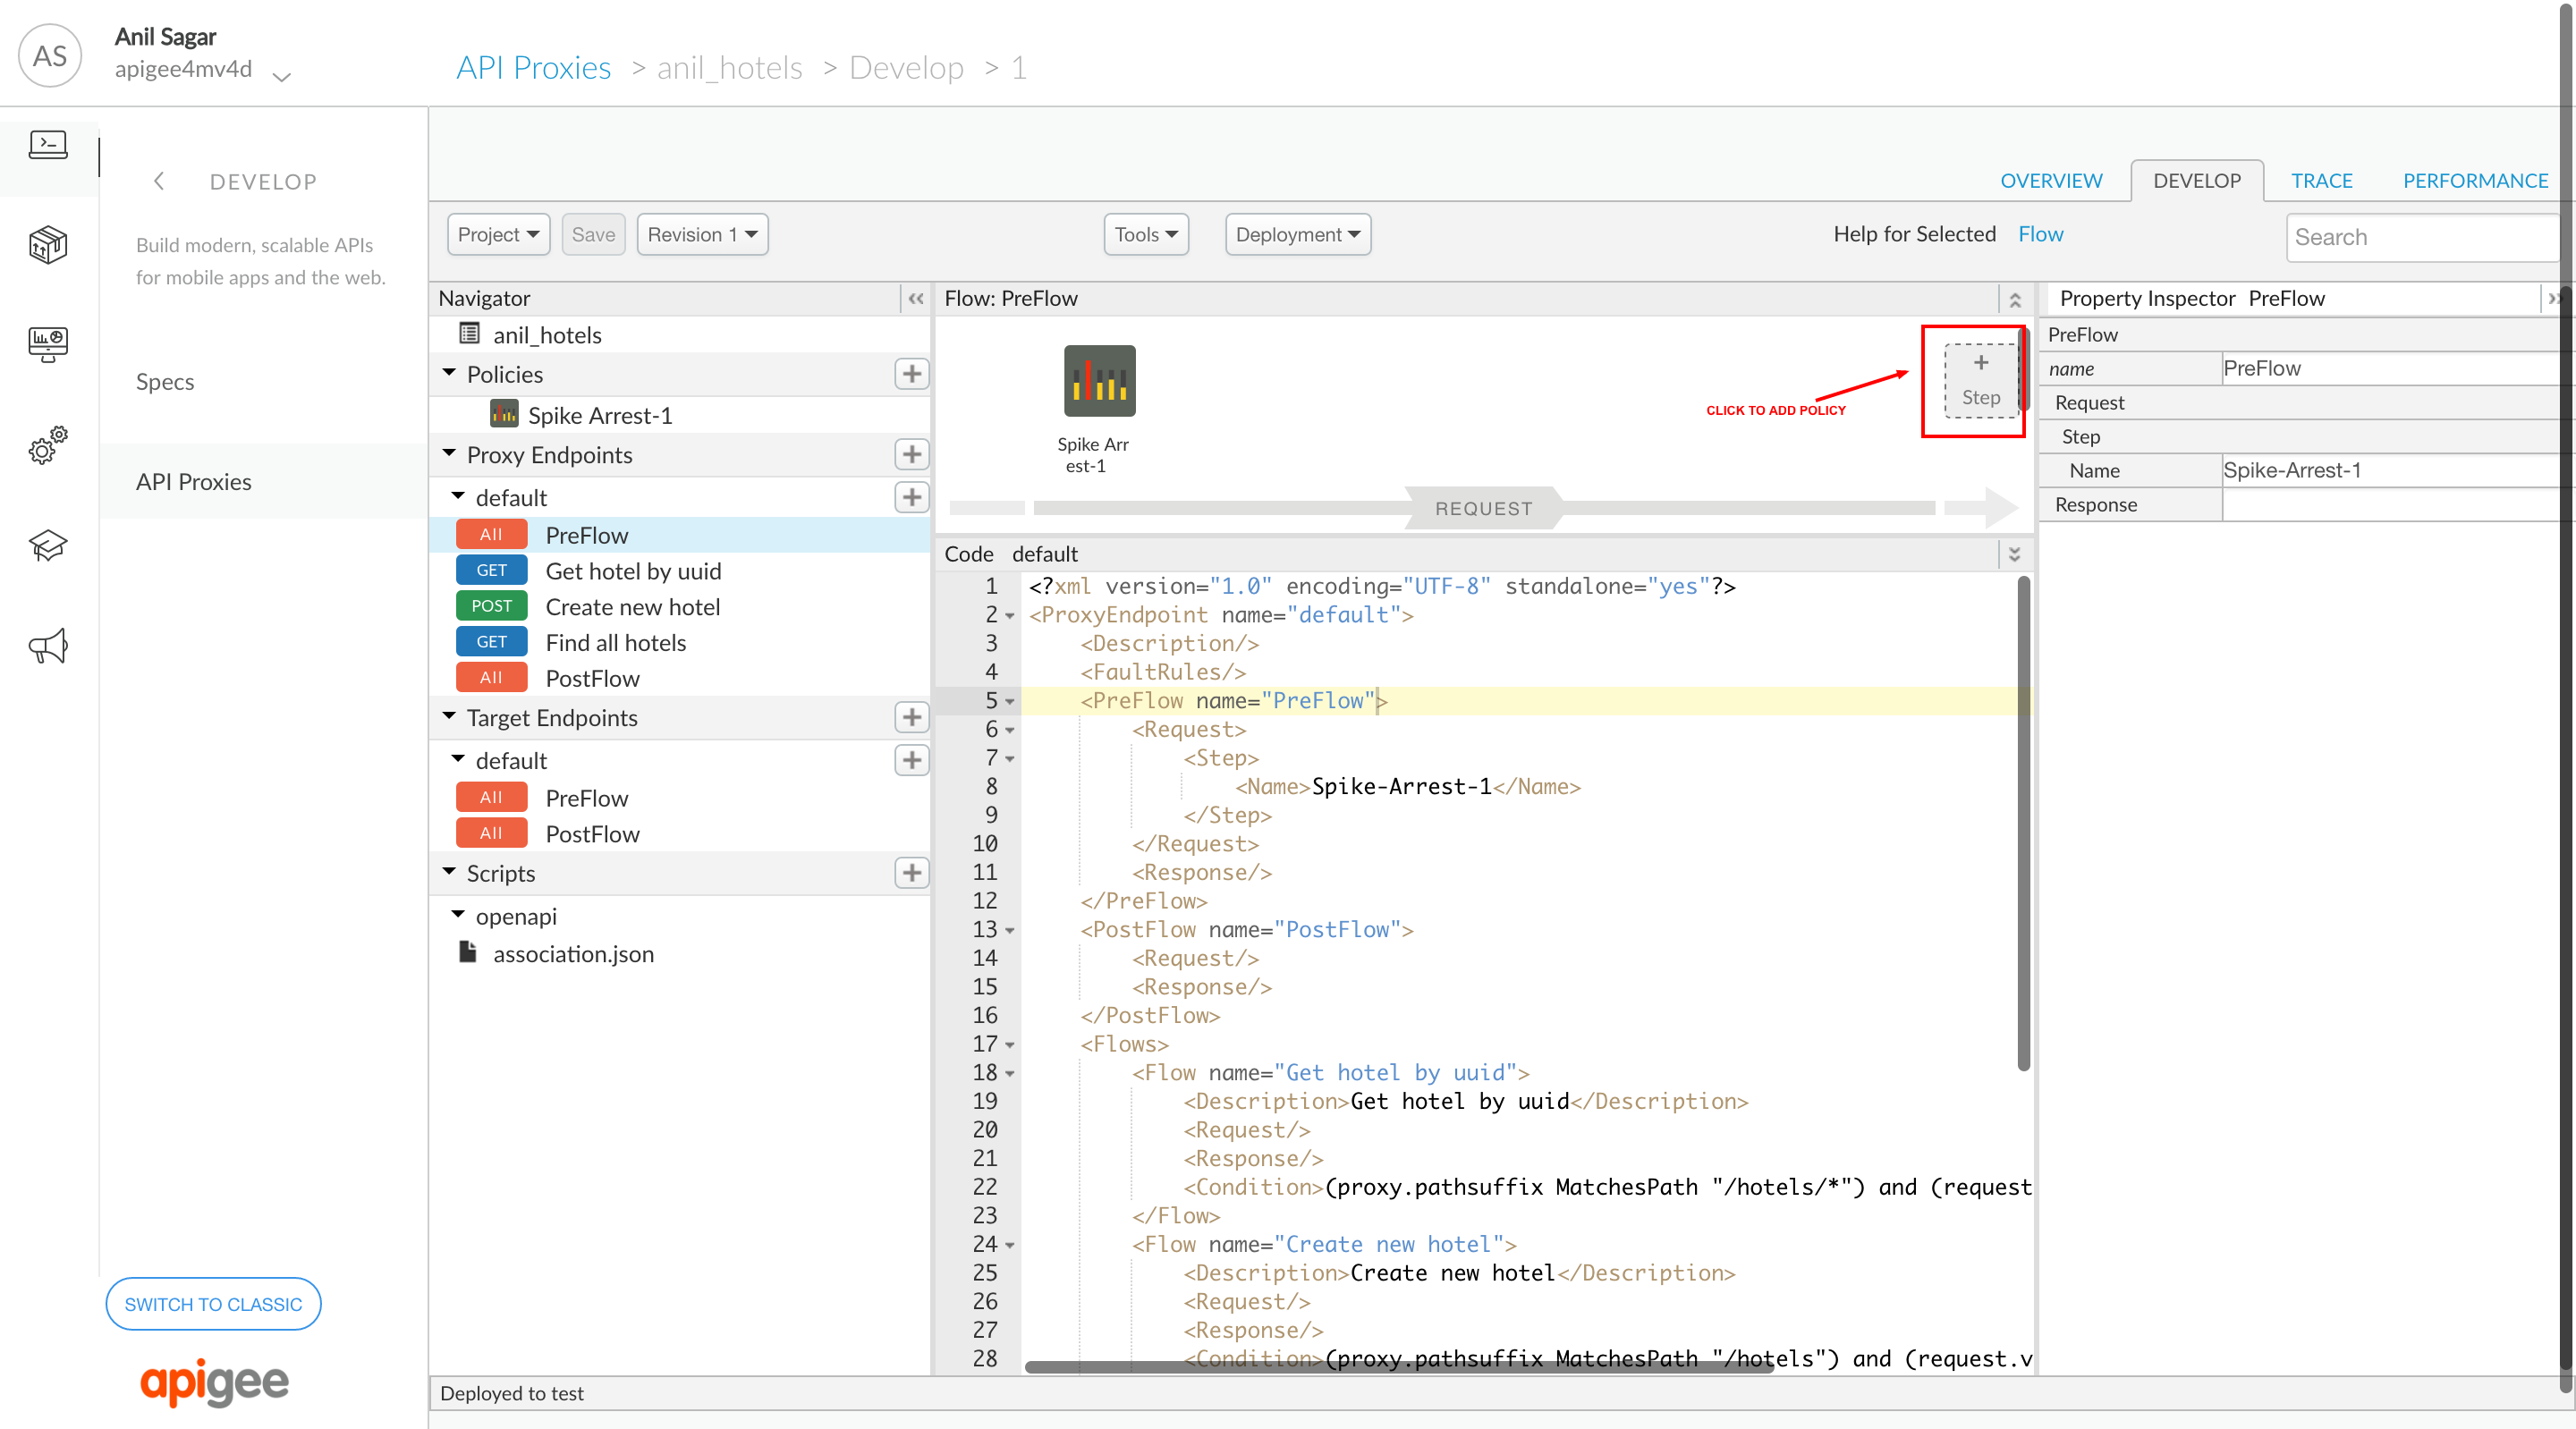 AS
Anil Sagar
apigee4mv4d
API Proxies > anil_hotels > Develop > 1
DEVELOP
Build modern, scalable APIs
for mobile apps and the web.
Specs
API Proxies
SWITCH TO CLASSIC
apigee
OVERVIEW
DEVELOP
TRACE
PERFORMANCE
Project
Save
Revision 1
Tools
Deployment
Help for Selected Flow
Search
Navigator
anil_hotels
Policies
Spike Arrest-1
Proxy Endpoints
default
All PreFlow
GET Get hotel by uuid
POST Create new hotel
GET Find all hotels
All PostFlow
Target Endpoints
default
All PreFlow
All PostFlow
Scripts
openapi
association.json
Flow: PreFlow
Spike Arr
est-1
CLICK TO ADD POLICY
+
Step
REQUEST
Code default
1 <?xml version="1.0" encoding="UTF-8" standalone="yes"?>
2 <ProxyEndpoint name="default">
3 <Description/>
4 <FaultRules/>
5 <PreFlow name="PreFlow">
6 <Request>
7 <Step>
8 <Name>Spike-Arrest-1</Name>
9 </Step>
10 </Request>
11 <Response/>
12 </PreFlow>
13 <PostFlow name="PostFlow">
14 <Request/>
15 <Response/>
16 </PostFlow>
17 <Flows>
18 <Flow name="Get hotel by uuid">
19 <Description>Get hotel by uuid</Description>
20 <Request/>
21 <Response/>
22 <Condition>(proxy.pathsuffix MatchesPath "/hotels/*") and (request
23 </Flow>
24 <Flow name="Create new hotel">
25 <Description>Create new hotel</Description>
26 <Request/>
27 <Response/>
28 <Condition>(proxy.pathsuffix MatchesPath "/hotels") and (request.v
Property Inspector PreFlow
PreFlow
name PreFlow
Request
Step
Name Spike-Arrest-1
Response
Deployed to test